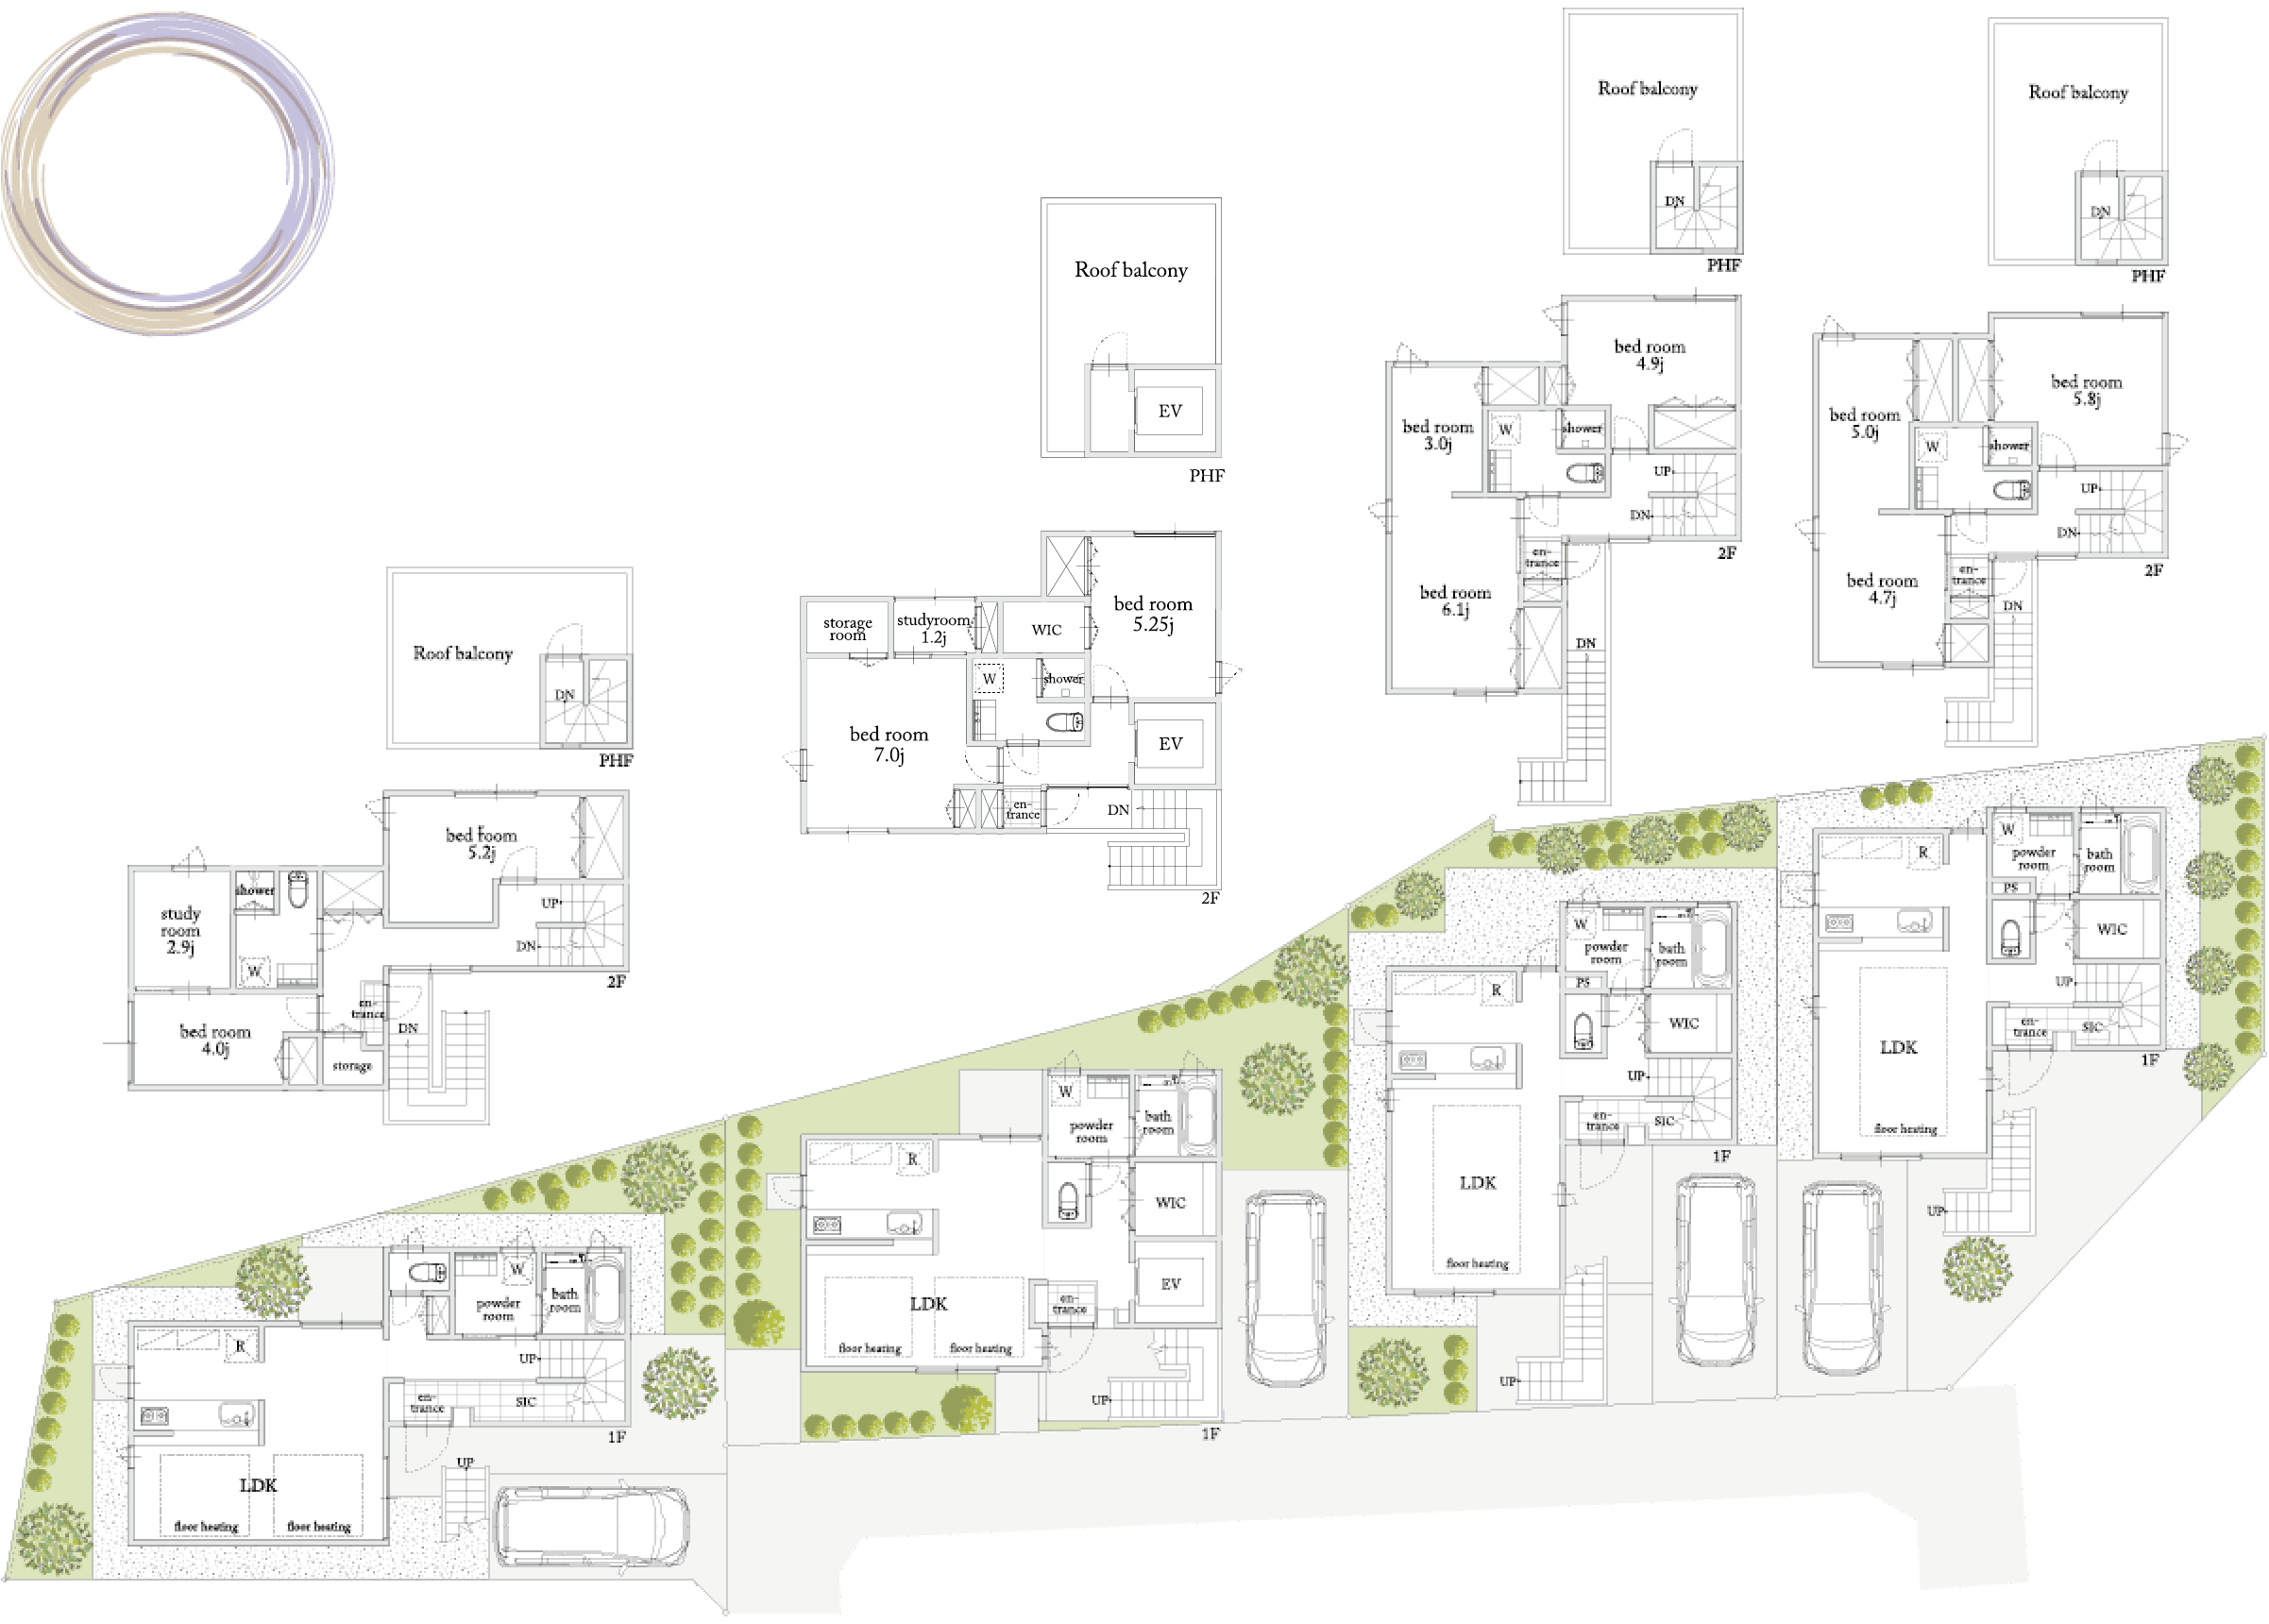 Roof balcony
DN
PHF
bed room
5.2j
study
room
2.9j
shower
W
UP
DN
2F
en-
trance
DN
bed room
4.0j
storage
W
powder
room
bath
room
R
UP
en-
trance
SIC
1F
UP
LDK
floor heating
floor heating
Roof balcony
EV
PHF
bed room
5.25j
storage
room
studyroom
1.2j
WIC
W
shower
bed room
7.0j
EV
en-
trance
DN
2F
W
powder
room
bath
room
R
WIC
EV
en-
trance
LDK
floor heating
floor heating
UP
1F
Roof balcony
DN
PHF
bed room
4.9j
bed room
3.0j
W
shower
UP
DN
2F
en-
trance
bed room
6.1j
DN
W
powder
room
bath
room
R
PS
WIC
UP
en-
trance
SIC
1F
LDK
floor heating
UP
Roof balcony
DN
PHF
bed room
5.8j
bed room
5.0j
W
shower
UP
DN
2F
en-
trance
bed room
4.7j
DN
W
powder
room
bath
room
R
PS
WIC
UP
en-
trance
SIC
1F
LDK
floor heating
UP